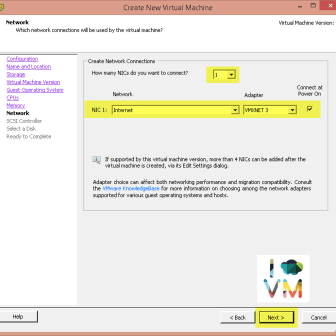 Create New Virtual Machine
Network
Which network connections will be used by the virtual machine?
Virtual Machine Version:
Configuration
Name and Location
Storage
Virtual Machine Version
Guest Operating System
CPUs
Memory
Network
SCSI Controller
Select a Disk
Ready to Complete
Create Network Connections
How many NICs do you want to connect? 1
Network Adapter Connect at Power On
NIC 1: Internet VMXNET 3
If supported by this virtual machine version, more than 4 NICs can be added after the
virtual machine is created, via its Edit Settings dialog.
Adapter choice can affect both networking performance and migration compatibility. Consult
the VMware KnowledgeBase for more information on choosing among the network adapters
supported for various guest operating systems and hosts.
I
VM
Help < Back Next > Cancel